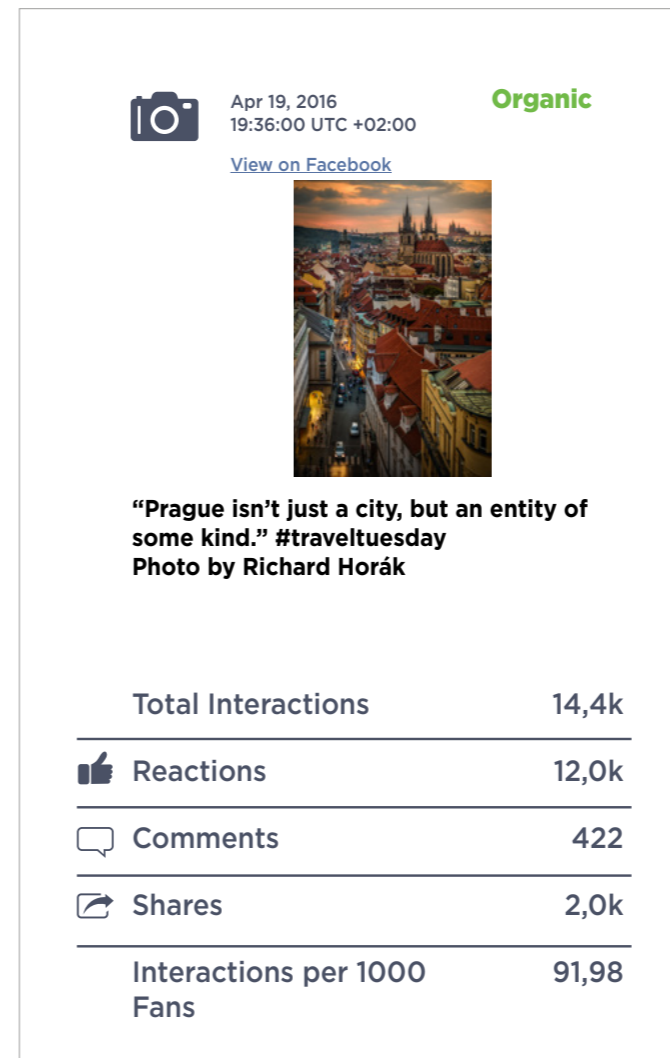 Apr 19, 2016
Organic
19:36:00 UTC +02:00
View on Facebook
“Prague isn’t just a city, but an entity of
some kind.” #traveltuesday
Photo by Richard Horák
Total Interactions 14,4k
Reactions 12,0k
Comments 422
Shares 2,0k
Interactions per 1000 91,98
Fans